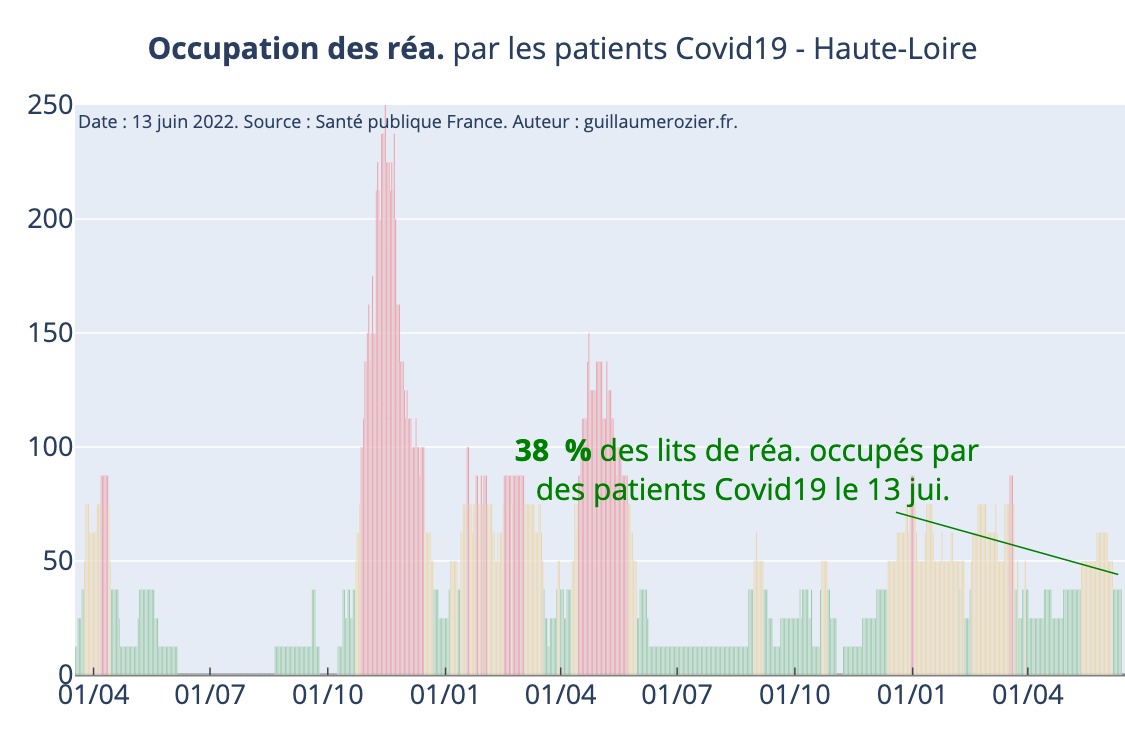 Occupation des réa. par les patients Covid19 - Haute-Loire
250
Date : 13 juin 2022. Source : Santé publique France. Auteur : guillaumerozier.fr.
200
150
100
38 % des lits de réa. occupés par
des patients Covid19 le 13 jui.
50
0
01/04 01/07 01/10 01/01 01/04 01/07 01/10 01/01 01/04